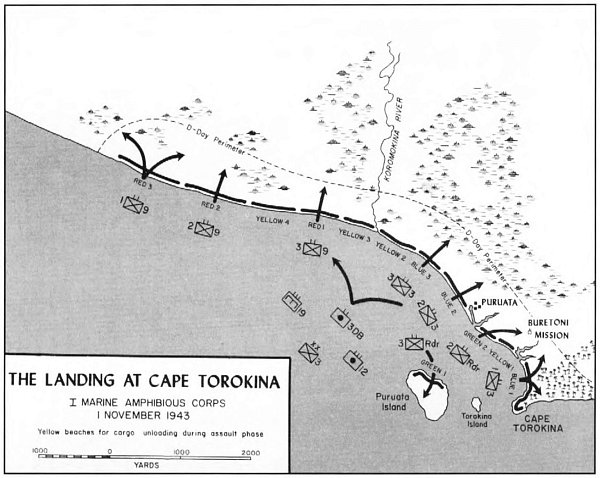 D-Day Perimeter
KOROMOKINA RIVER
RED 3
1 9
RED 2
2 9
YELLOW 4
RED 1
3 9
YELLOW 3
YELLOW 2
BLUE 3
D-Day Perimeter
BLUE 2
3 3
2 3
PURUATA
19
3DB
BURETONI
MISSION
GREEN 2
YELLOW 1
3 Rdr
2 Rdr
XX
3
12
GREEN 1
1
3
BLUE 1
Puruata
Island
Torokina
Island
CAPE
TOROKINA
THE LANDING AT CAPE TOROKINA
I MARINE AMPHIBIOUS CORPS
1 NOVEMBER 1943
Yellow beaches for cargo unloading during assault phase
1000 0 1000 2000
YARDS